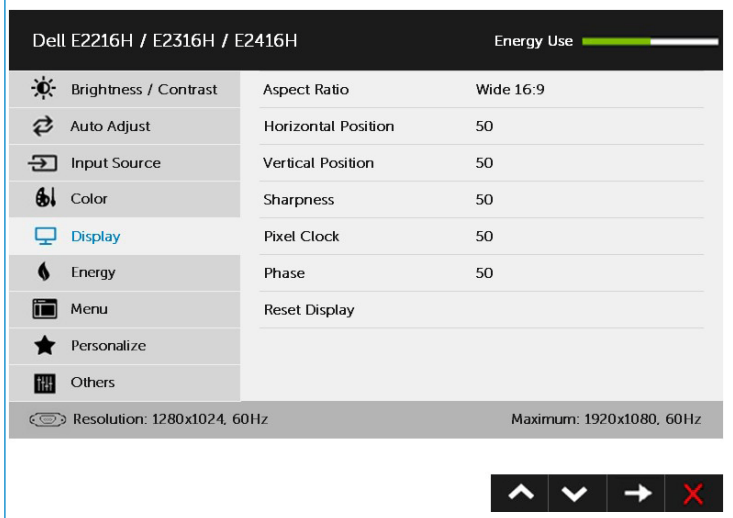 Dell E2216H / E2316H / E2416H Energy Use
Brightness / Contrast Aspect Ratio Wide 16:9
Auto Adjust Horizontal Position 50
Input Source Vertical Position 50
Color Sharpness 50
Display Pixel Clock 50
Energy Phase 50
Menu Reset Display
Personalize
Others
Resolution: 1280x1024, 60Hz Maximum: 1920x1080, 60Hz